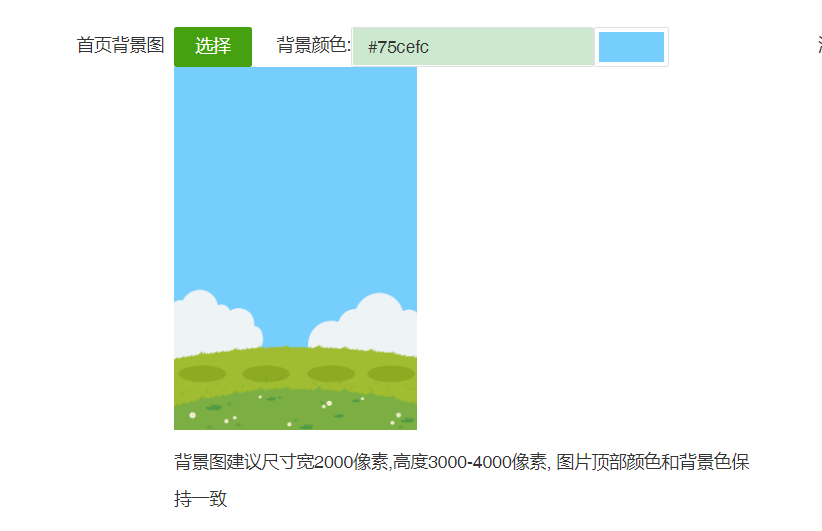 首页背景图 选择 背景颜色: #75cefc
背景图建议尺寸宽2000像素,高度3000-4000像素, 图片顶部颜色和背景色保
持一致